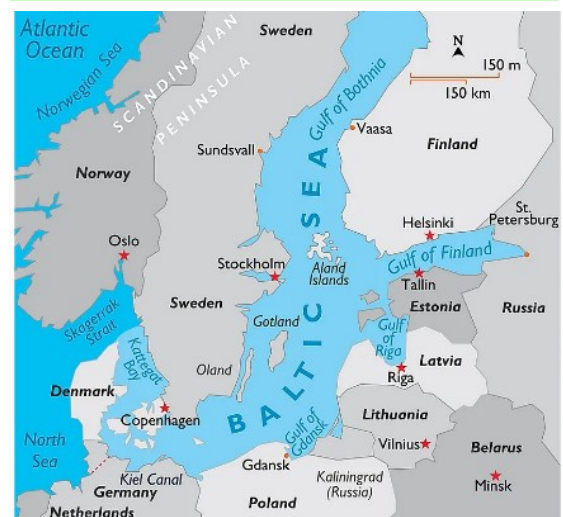 Atlantic
Ocean
Norwegian Sea
SCANDINAVIAN
PENINSULA
Sweden
Gulf of Bothnia
N
150 m
150 km
Vaasa
Finland
Sundsvall
Norway
St.
Petersburg
Helsinki
Oslo
Gulf of Finland
Stockholm
Aland
Islands
Tallin
Estonia
Russia
Sweden
Skagerrak
Strait
Gotland
Gulf
of
Riga
Kattegat
Bay
Oland
Latvia
Riga
Denmark
BALTIC SEA
Copenhagen
Lithuania
Gulf of
Gdansk
North
Sea
Vilnius
Belarus
Gdansk
Kiel Canal
Kaliningrad
(Russia)
Minsk
Germany
Poland
Netherlands